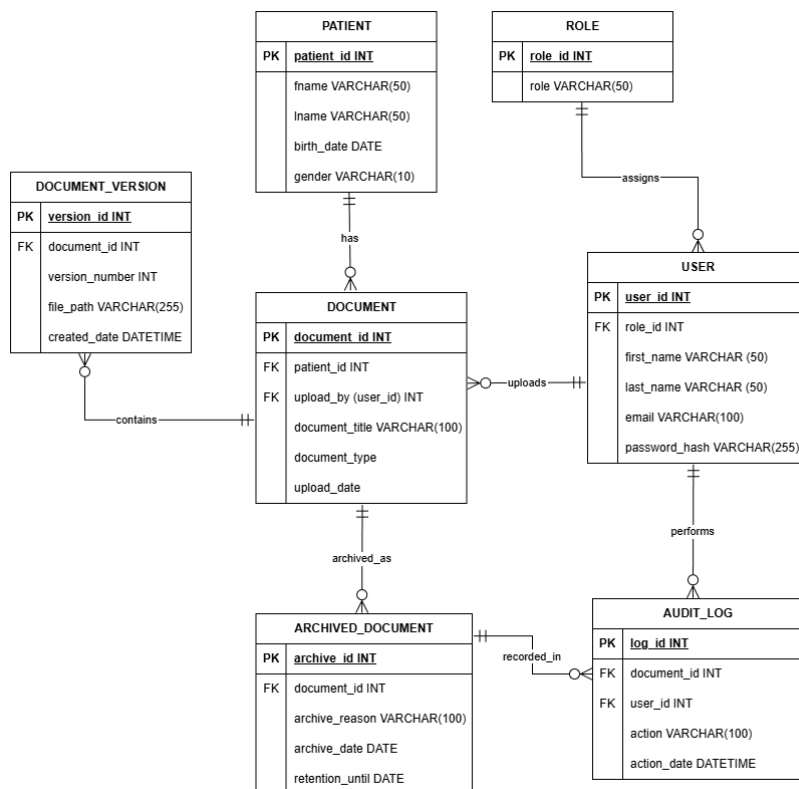 PATIENT
PK patient_id INT
fname VARCHAR(50)
lname VARCHAR(50)
birth_date DATE
gender VARCHAR(10)
ROLE
PK role_id INT
role VARCHAR(50)
has
assigns
DOCUMENT_VERSION
PK version_id INT
FK document_id INT
version_number INT
file_path VARCHAR(255)
created_date DATETIME
DOCUMENT
PK document_id INT
FK patient_id INT
FK upload_by (user_id) INT
document_title VARCHAR(100)
document_type
upload_date
USER
PK user_id INT
FK role_id INT
first_name VARCHAR (50)
last_name VARCHAR (50)
email VARCHAR(100)
password_hash VARCHAR(255)
uploads
contains
archived_as
performs
ARCHIVED_DOCUMENT
PK archive_id INT
FK document_id INT
archive_reason VARCHAR(100)
archive_date DATE
retention_until DATE
recorded_in
AUDIT_LOG
PK log_id INT
FK document_id INT
FK user_id INT
action VARCHAR(100)
action_date DATETIME